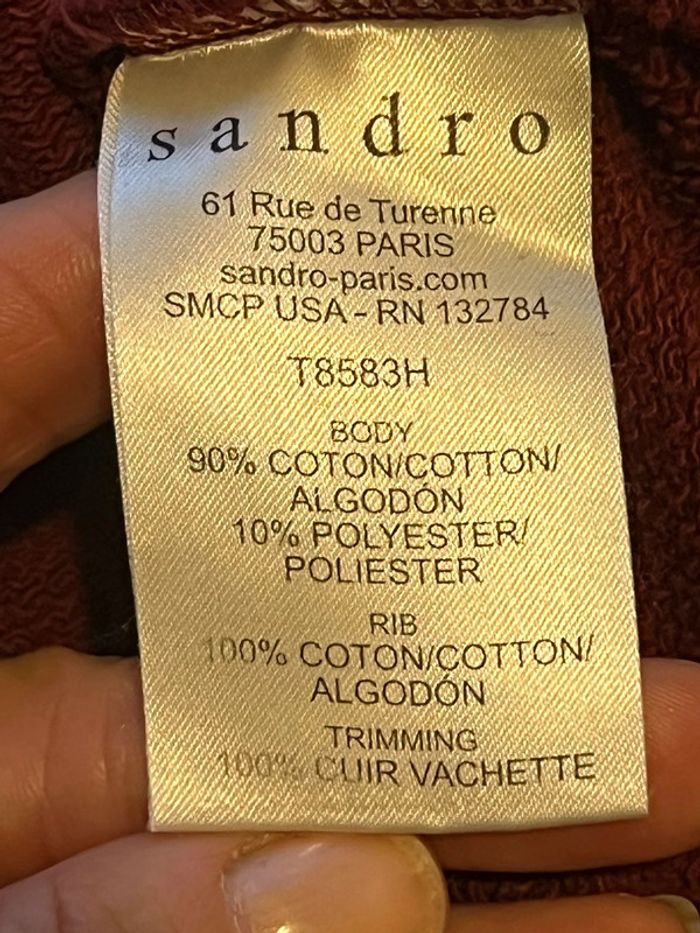 sandro
61 Rue de Turenne
75003 PARIS
sandro-paris.com
SMCP USA - RN 132784
T8583H
BODY
90% COTON/COTTON/
ALGODÓN
10% POLYESTER/
POLIESTER
RIB
100% COTON/COTTON/
ALGODÓN
TRIMMING
100% CUIR VACHETTE